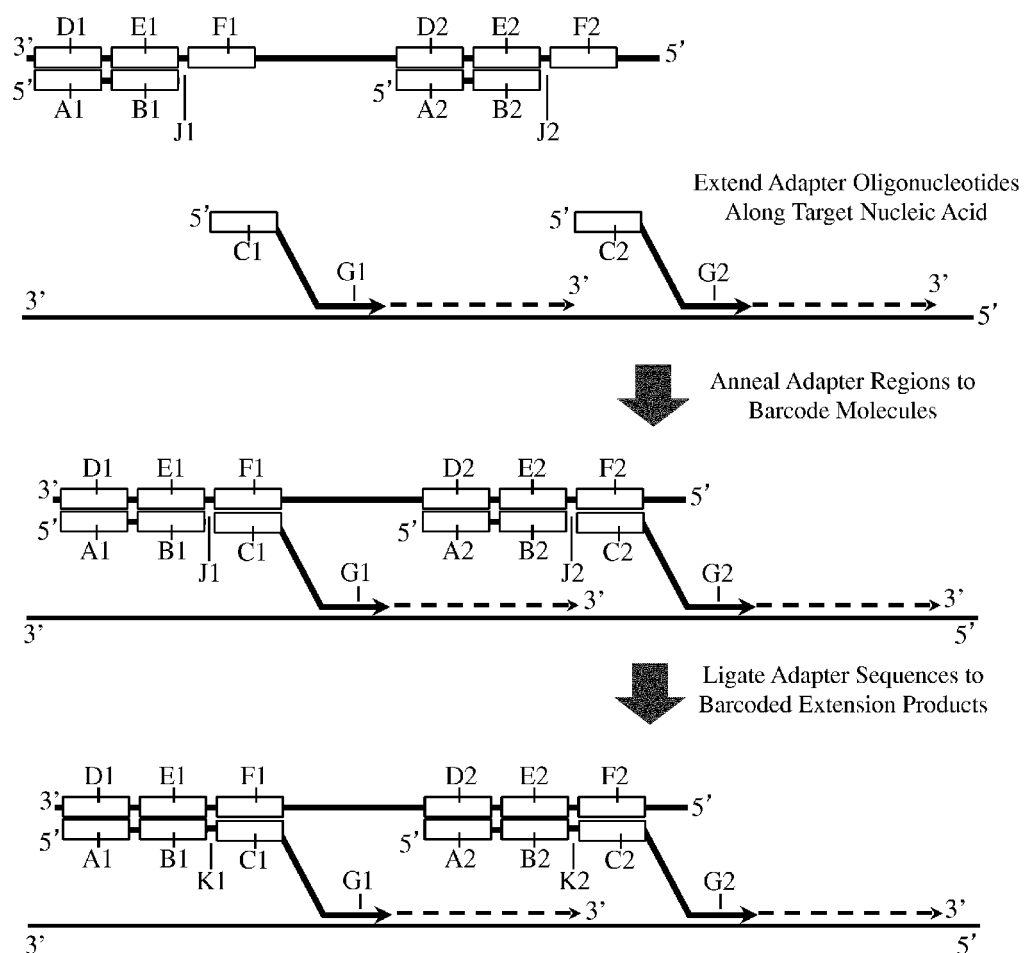 D1 E1 F1 D2 E2 F2
3’ 5’
5’ 5’
A1 B1 A2 B2
J1 J2
Extend Adapter Oligonucleotides
Along Target Nucleic Acid
5’ 5’
C1 C2
G1 G2
3’ 3’ 3’
5’
Anneal Adapter Regions to
Barcode Molecules
D1 E1 F1 D2 E2 F2
3’ 5’
5’ 5’
A1 B1 C1 A2 B2 C2
J1 J2
G1 G2
3’ 3’
3’ 5’
Ligate Adapter Sequences to
Barcoded Extension Products
D1 E1 F1 D2 E2 F2
3’ 5’
5’ 5’
A1 B1 C1 A2 B2 C2
K1 K2
G1 G2
3’ 3’
3’ 5’